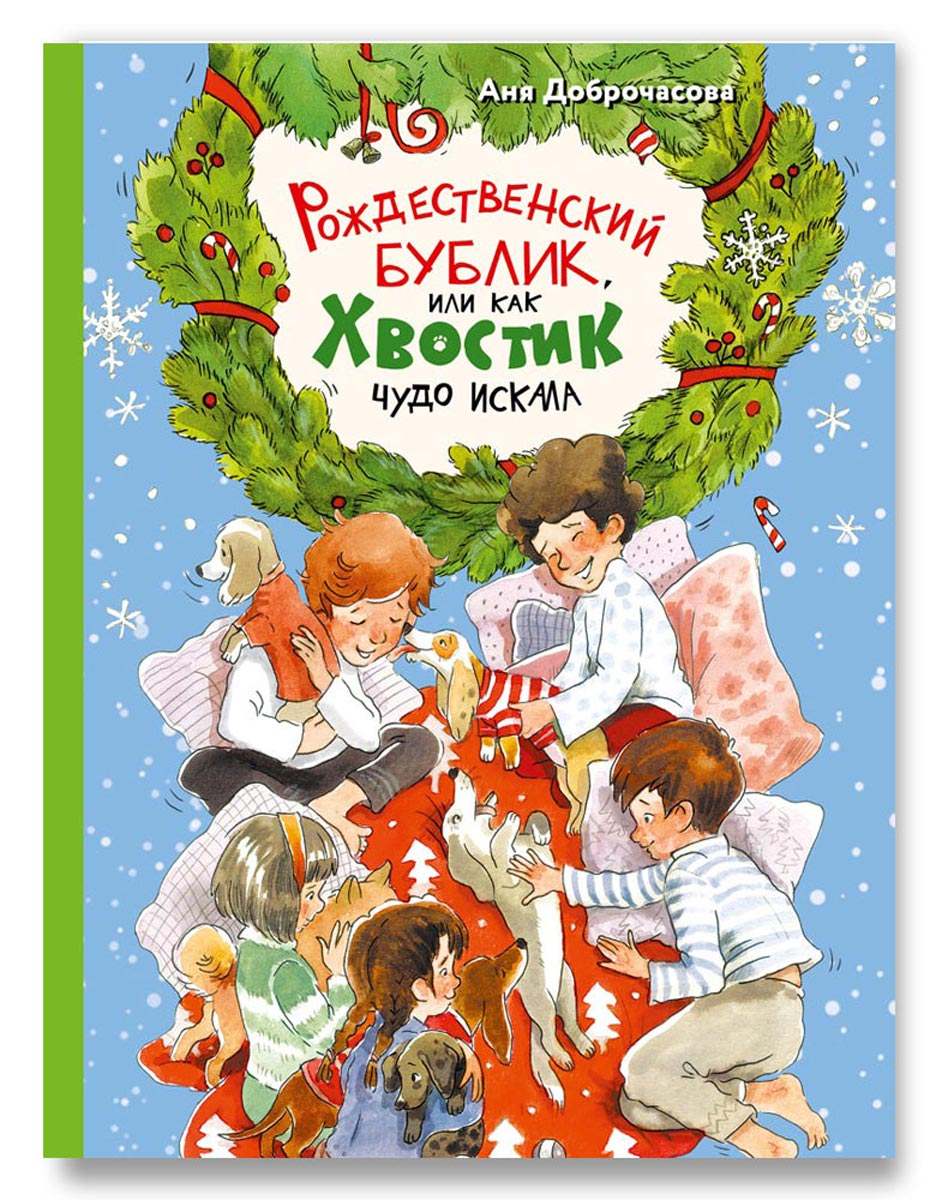 Аня Доброчасова
Рождественский
бублик,
или как
Хвостик
чудо искала